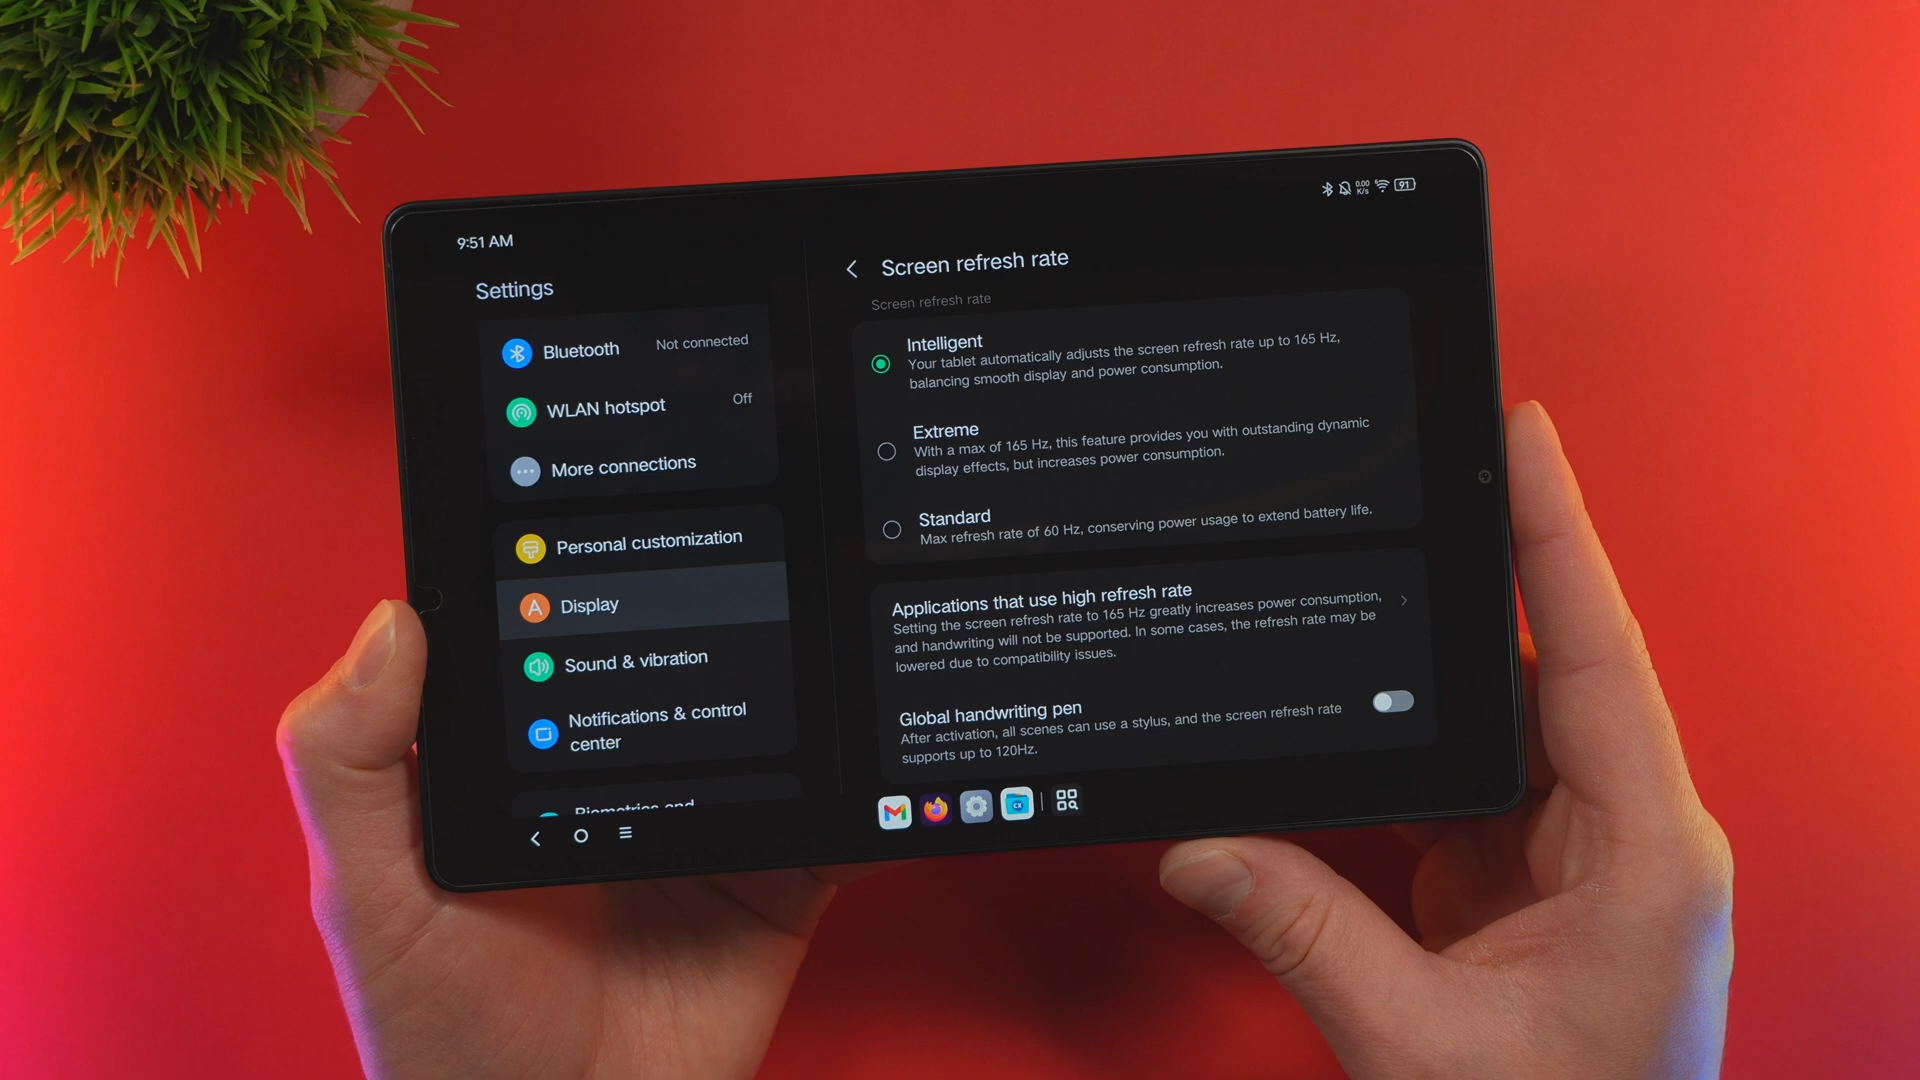 9:51 AM
0.00
K/s
91
Settings
Bluetooth
Not connected
WLAN hotspot
Off
More connections
Personal customization
Display
Sound & vibration
Notifications & control
center
Biometrics and
Screen refresh rate
Screen refresh rate
Intelligent
Your tablet automatically adjusts the screen refresh rate up to 165 Hz,
balancing smooth display and power consumption.
Extreme
With a max of 165 Hz, this feature provides you with outstanding dynamic
display effects, but increases power consumption.
Standard
Max refresh rate of 60 Hz, conserving power usage to extend battery life.
Applications that use high refresh rate
Setting the screen refresh rate to 165 Hz greatly increases power consumption,
and handwriting will not be supported. In some cases, the refresh rate may be
lowered due to compatibility issues.
Global handwriting pen
After activation, all scenes can use a stylus, and the screen refresh rate
supports up to 120Hz.